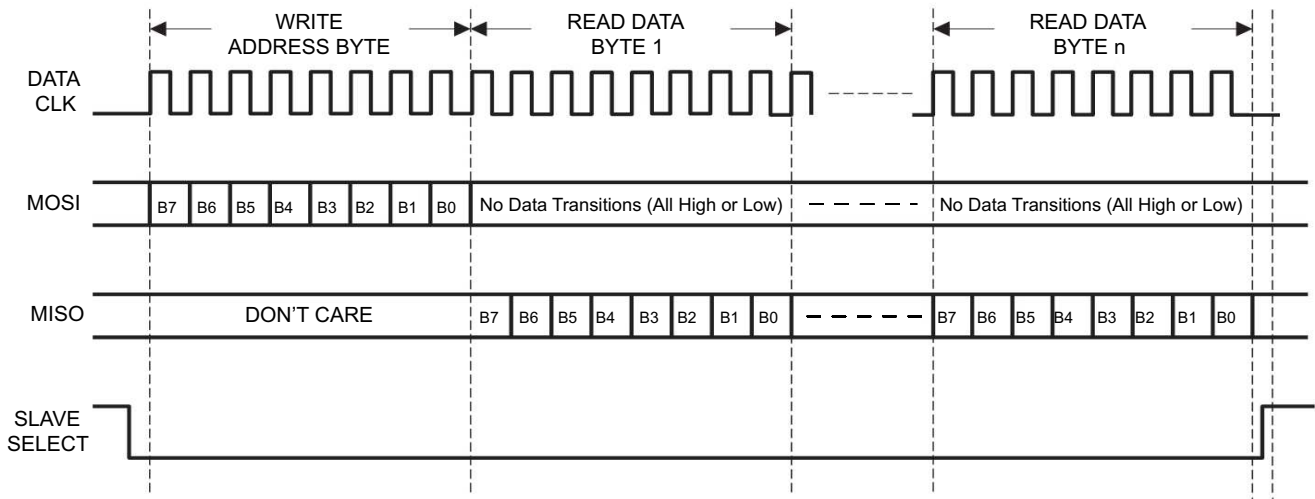 WRITE
ADDRESS BYTE
READ DATA
BYTE 1
READ DATA
BYTE n
DATA
CLK
MOSI
B7 B6 B5 B4 B3 B2 B1 B0 No Data Transitions (All High or Low) No Data Transitions (All High or Low)
MISO
DON'T CARE B7 B6 B5 B4 B3 B2 B1 B0 B7 B6 B5 B4 B3 B2 B1 B0
SLAVE
SELECT